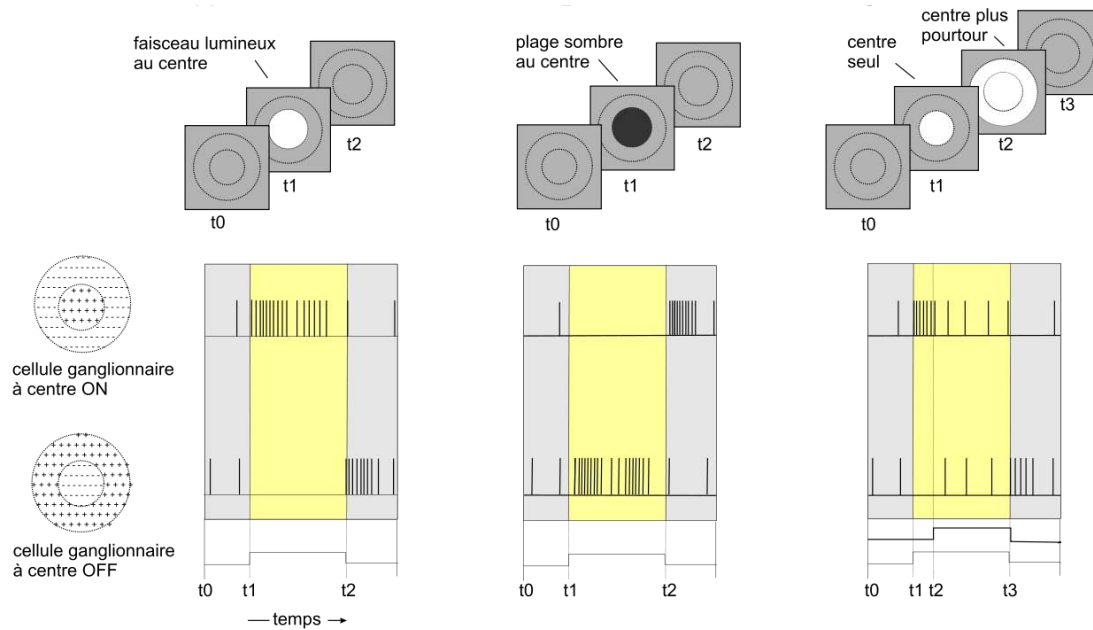 faisceau lumineux
au centre
t0
t1
t2
plage sombre
au centre
t0
t1
t2
centre plus
pourtour
centre
seul
t0
t1
t2
t3
cellule ganglionnaire
à centre ON
cellule ganglionnaire
à centre OFF
t0 t1 t2
temps
t0 t1 t2
t0 t1 t2 t3